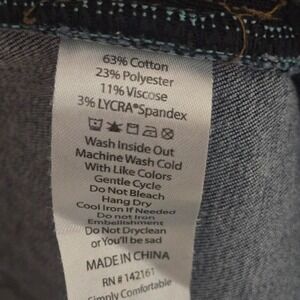 63% Cotton
23% Polyester
11% Viscose
3% LYCRA®Spandex
Wash Inside Out
Machine Wash Cold
With Like Colors
Gentle Cycle
Do Not Bleach
Hang Dry
Cool Iron If Needed
Do not Iron
Embellishment
Do Not Dryclean
or You'll be sad
MADE IN CHINA
RN # 142161
Simply Comfortable